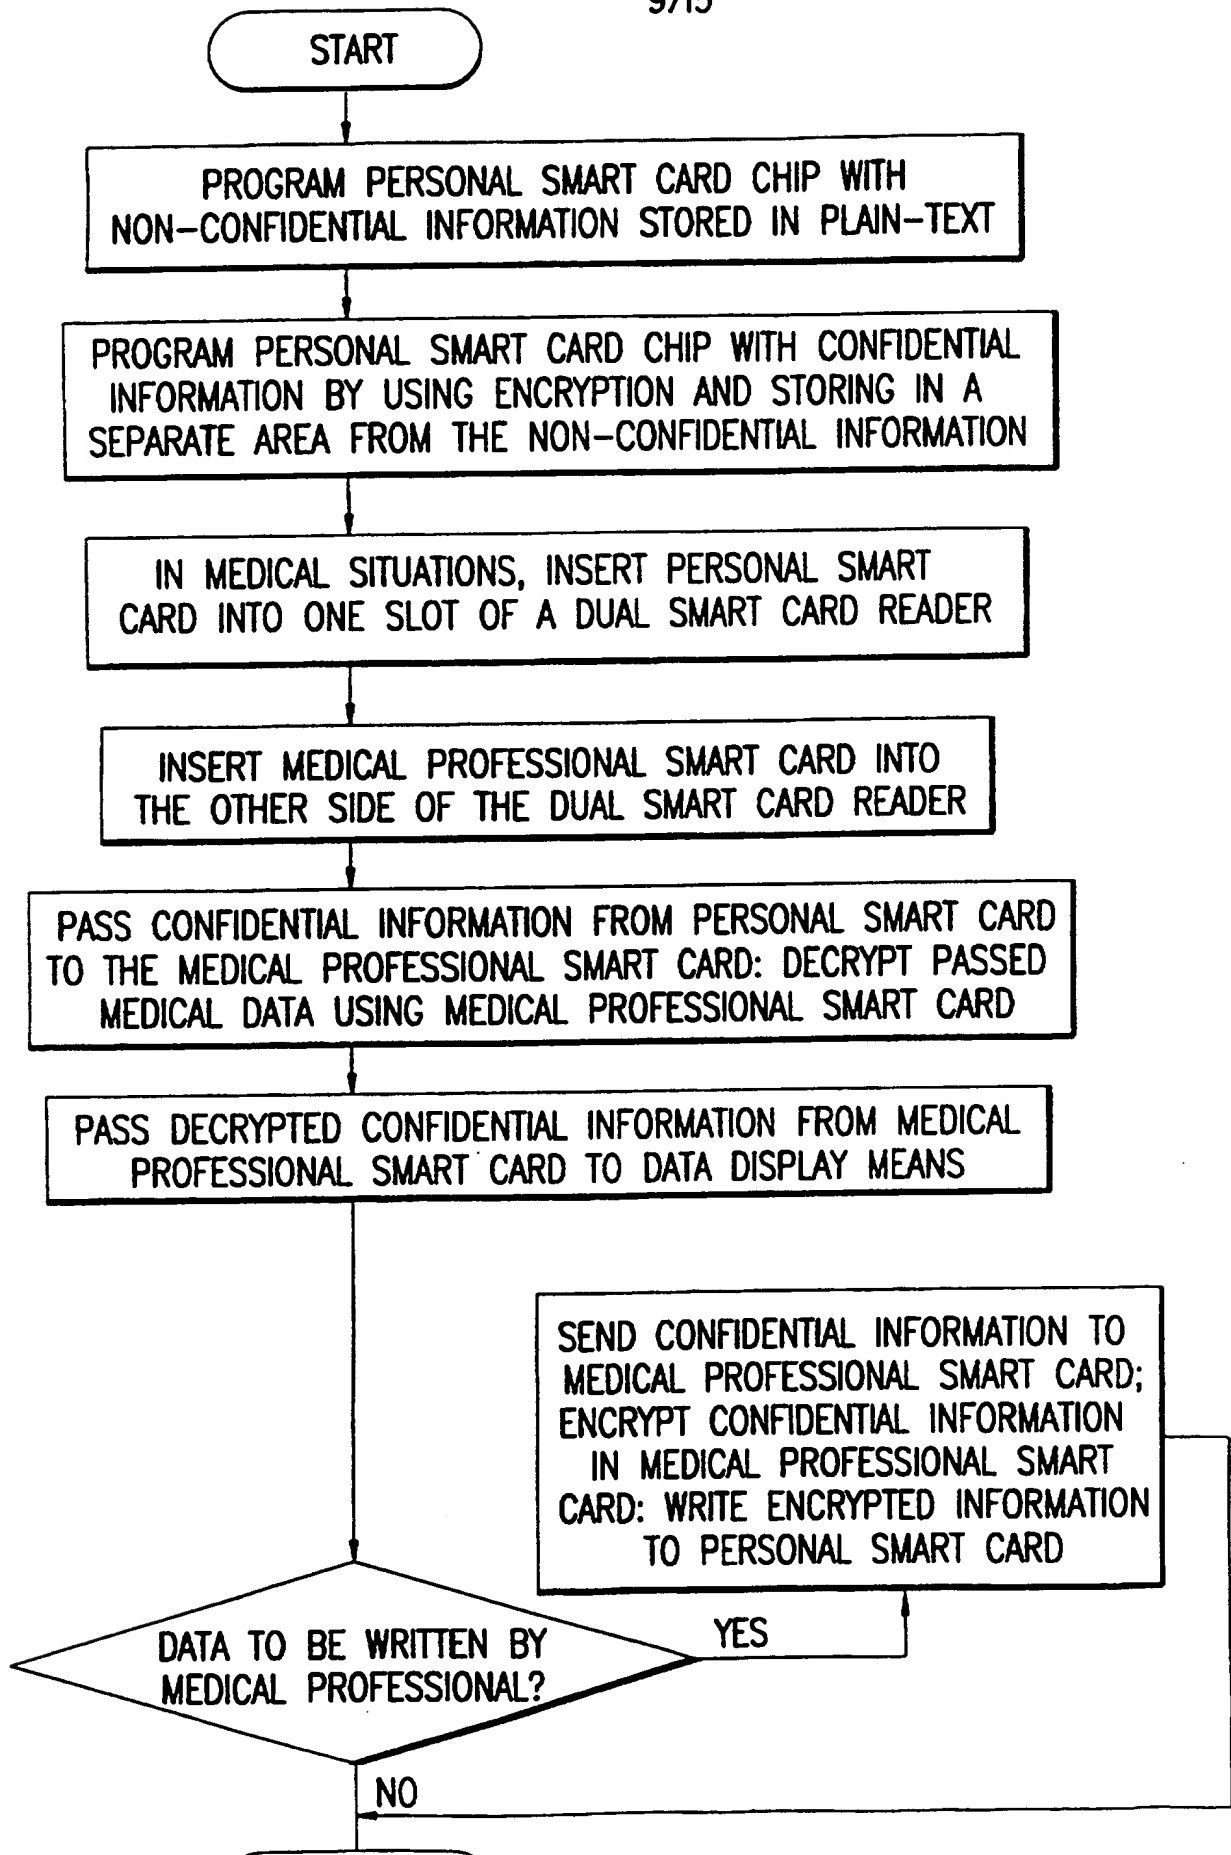 9/15
START
PROGRAM PERSONAL SMART CARD CHIP WITH
NON-CONFIDENTIAL INFORMATION STORED IN PLAIN-TEXT
PROGRAM PERSONAL SMART CARD CHIP WITH CONFIDENTIAL
INFORMATION BY USING ENCRYPTION AND STORING IN A
SEPARATE AREA FROM THE NON-CONFIDENTIAL INFORMATION
IN MEDICAL SITUATIONS, INSERT PERSONAL SMART
CARD INTO ONE SLOT OF A DUAL SMART CARD READER
INSERT MEDICAL PROFESSIONAL SMART CARD INTO
THE OTHER SIDE OF THE DUAL SMART CARD READER
PASS CONFIDENTIAL INFORMATION FROM PERSONAL SMART CARD
TO THE MEDICAL PROFESSIONAL SMART CARD: DECRYPT PASSED
MEDICAL DATA USING MEDICAL PROFESSIONAL SMART CARD
PASS DECRYPTED CONFIDENTIAL INFORMATION FROM MEDICAL
PROFESSIONAL SMART CARD TO DATA DISPLAY MEANS
SEND CONFIDENTIAL INFORMATION TO
MEDICAL PROFESSIONAL SMART CARD;
ENCRYPT CONFIDENTIAL INFORMATION
IN MEDICAL PROFESSIONAL SMART
CARD: WRITE ENCRYPTED INFORMATION
TO PERSONAL SMART CARD
DATA TO BE WRITTEN BY
MEDICAL PROFESSIONAL?
YES
NO